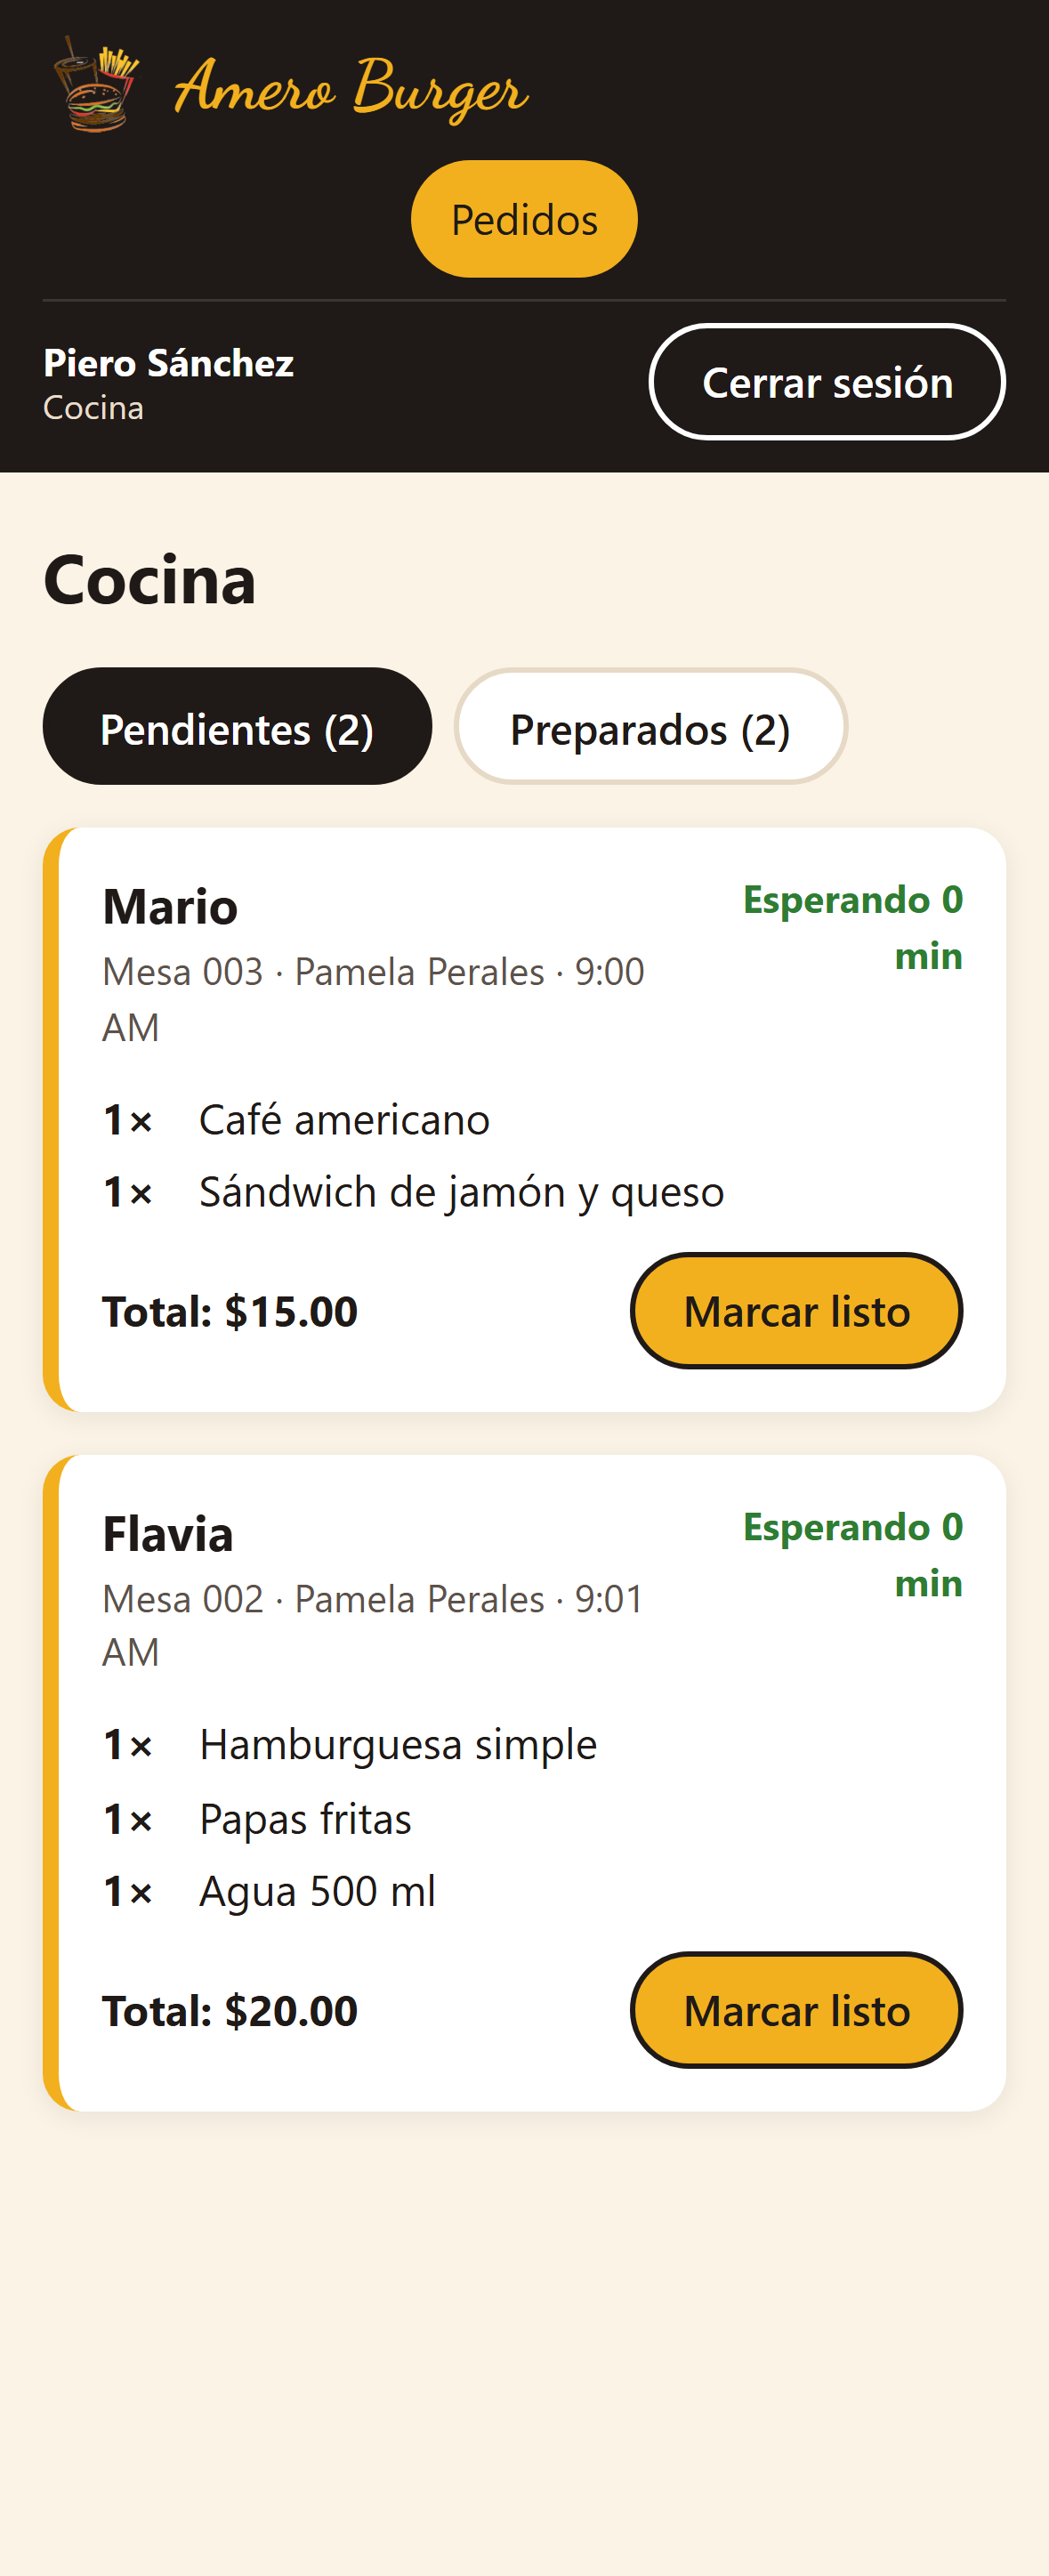 Amero Burger
Pedidos
Piero Sánchez
Cocina
Cerrar sesión
Cocina
Pendientes (2)
Preparados (2)
Mario
Esperando 0
min
Mesa 003 · Pamela Perales · 9:00
AM
1× Café americano
1× Sándwich de jamón y queso
Total: $15.00
Marcar listo
Flavia
Esperando 0
min
Mesa 002 · Pamela Perales · 9:01
AM
1× Hamburguesa simple
1× Papas fritas
1× Agua 500 ml
Total: $20.00
Marcar listo